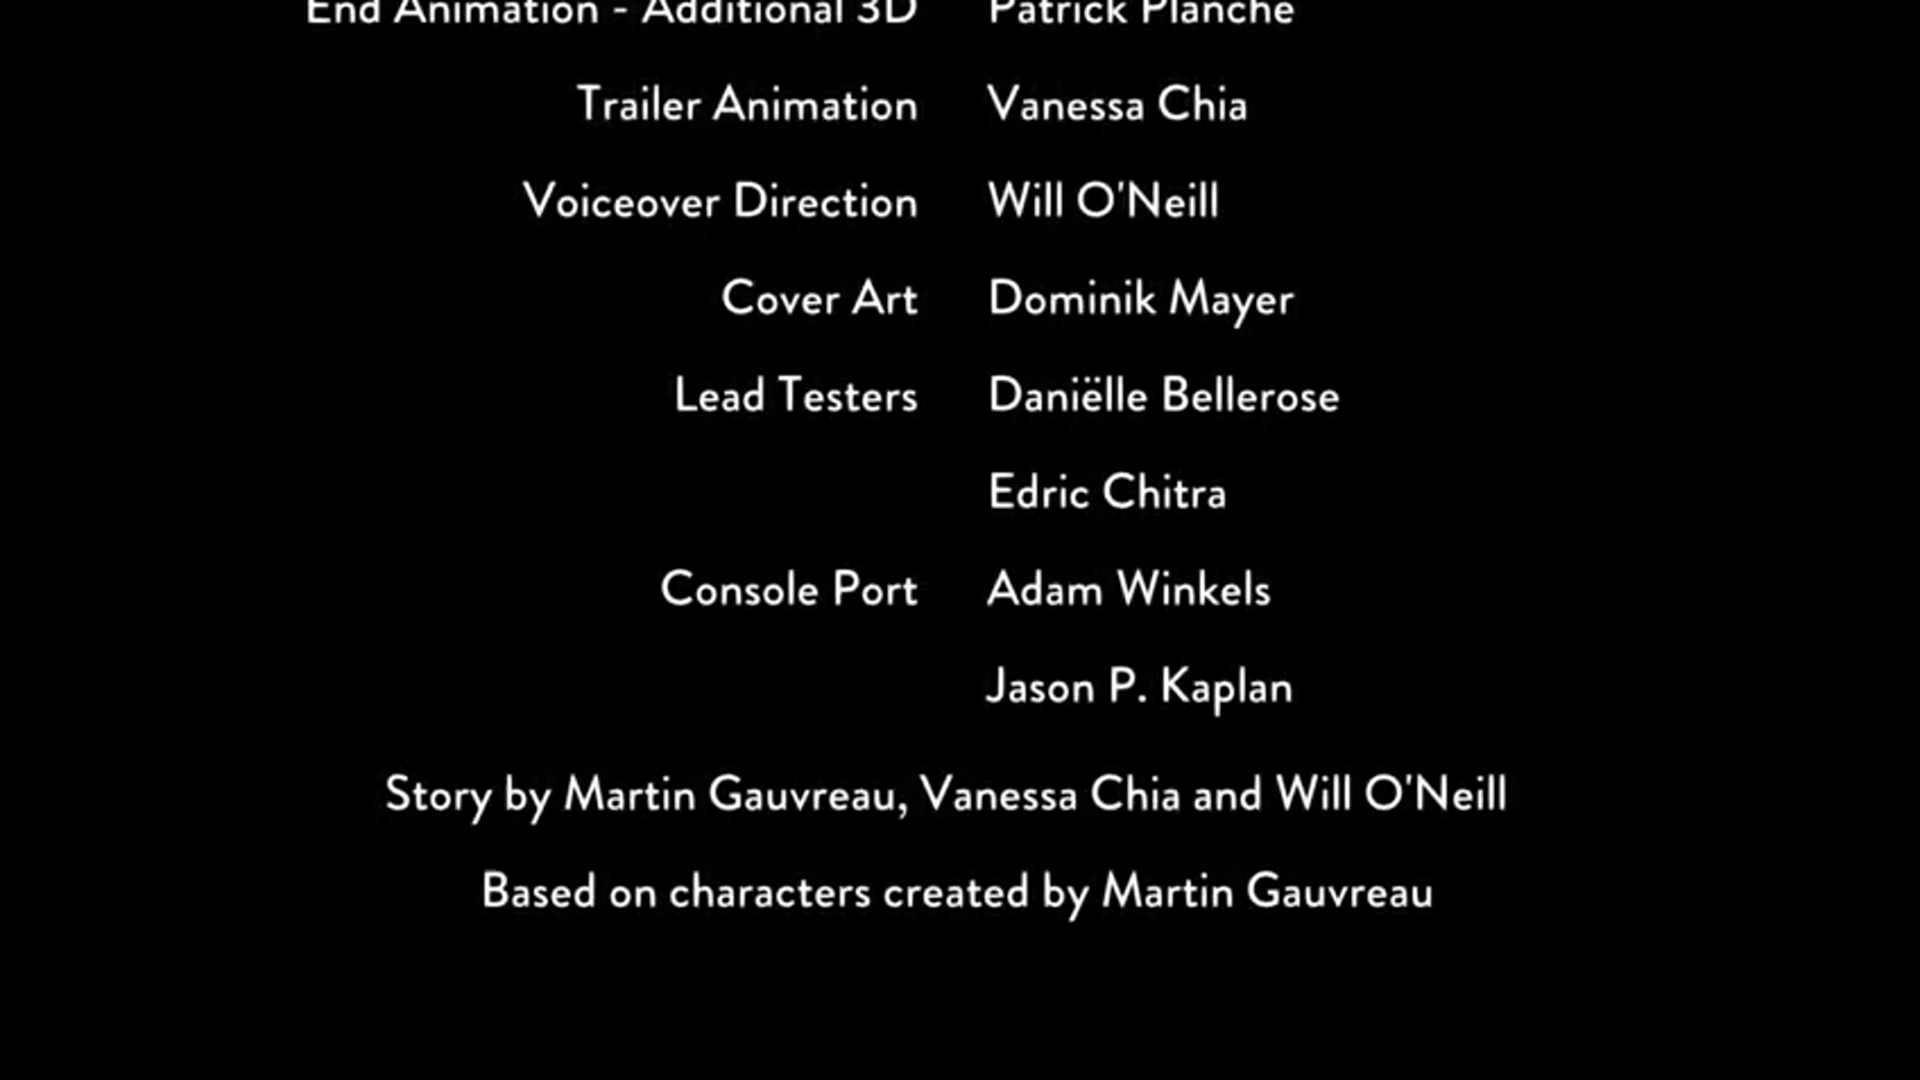 End Animation - Additional 3D Patrick Planche
Trailer Animation Vanessa Chia
Voiceover Direction Will O'Neill
Cover Art Dominik Mayer
Lead Testers Daniëlle Bellerose
Edric Chitra
Console Port Adam Winkels
Jason P. Kaplan
Story by Martin Gauvreau, Vanessa Chia and Will O'Neill
Based on characters created by Martin Gauvreau